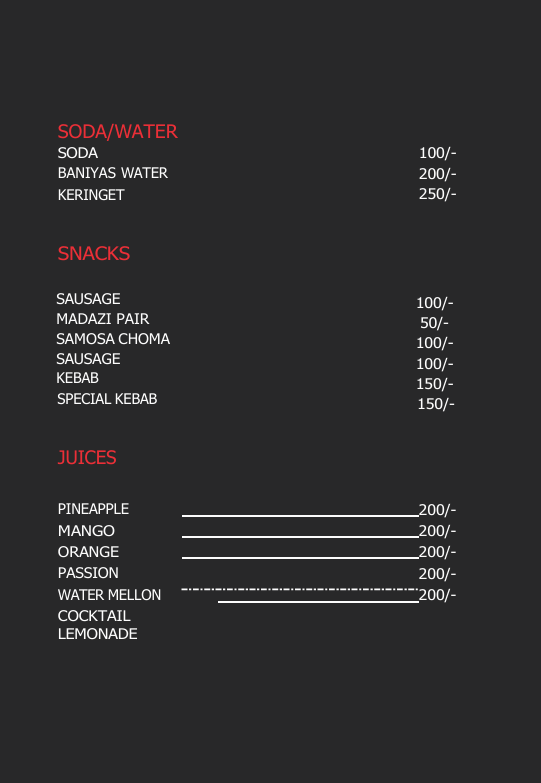 SODA/WATER
SODA 100/-
BANIYAS WATER 200/-
KERINGET 250/-
SNACKS
SAUSAGE 100/-
MADAZI PAIR 50/-
SAMOSA CHOMA 100/-
SAUSAGE 100/-
KEBAB 150/-
SPECIAL KEBAB 150/-
JUICES
PINEAPPLE 200/-
MANGO 200/-
ORANGE 200/-
PASSION 200/-
WATER MELLON 200/-
COCKTAIL
LEMONADE